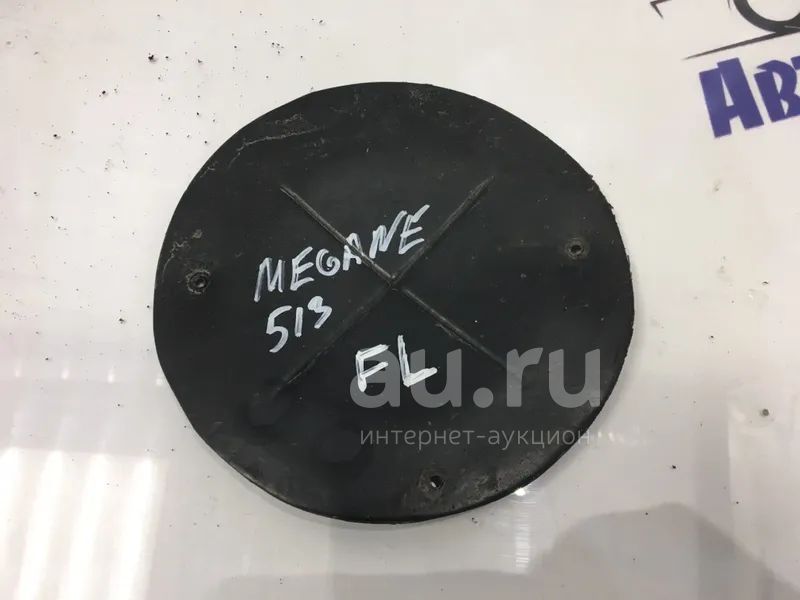 АВТ
MEGANE
513
FL
au.ru
интернет-аукцион